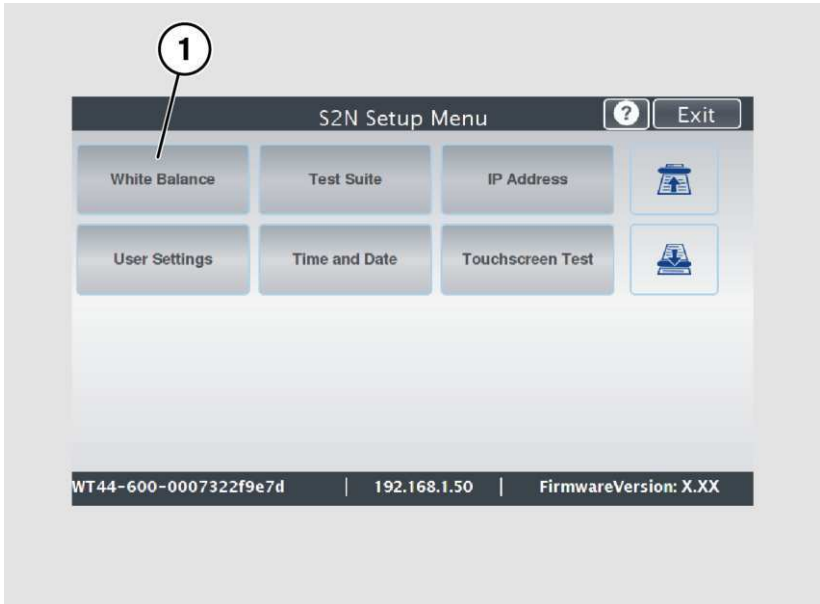 1
S2N Setup Menu ? Exit
White Balance Test Suite IP Address
User Settings Time and Date Touchscreen Test
WT44-600-0007322f9e7d | 192.168.1.50 | FirmwareVersion: X.XX